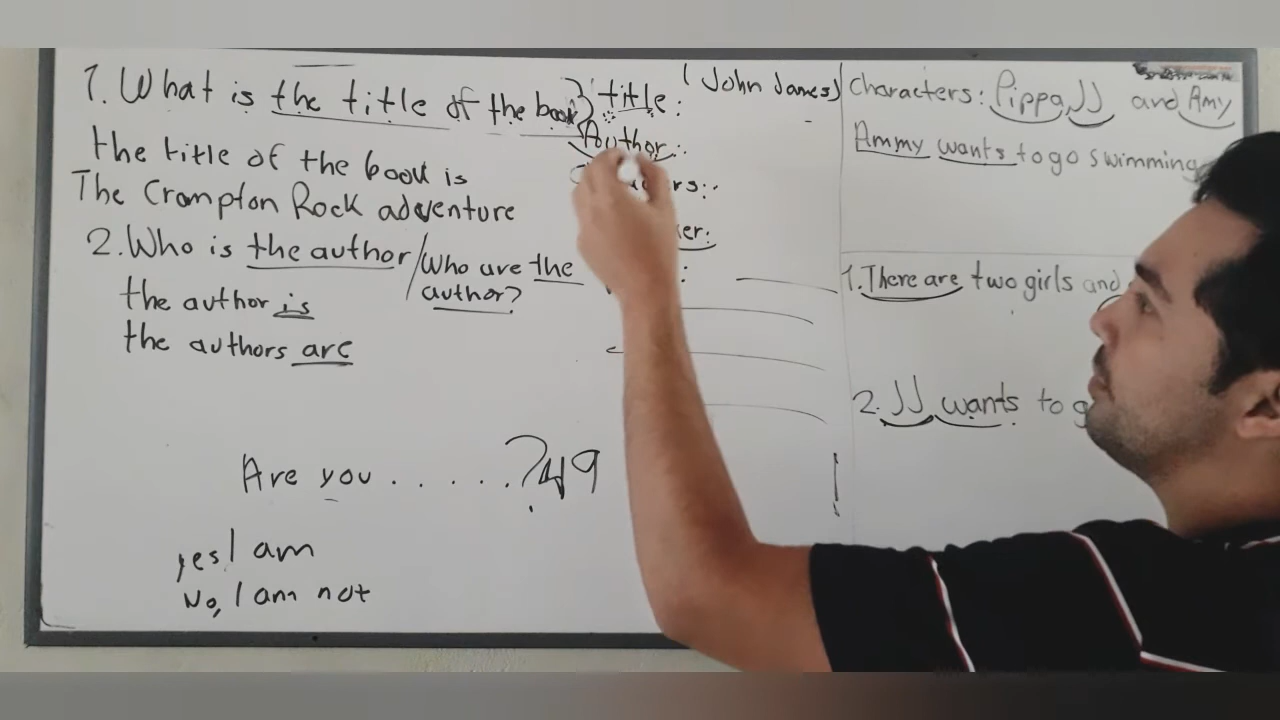 1. What is the title of the book
the title of the book is
The Crampton Rock adventure
2. Who is the author / Who are the author?
the author is
the authors are
Are you . . . . . . ? 49
yes I am
No, I am not
title: (John James)
Author:
Characters: Pippa, JJ and Amy
Ammy wants to go swimming
1. There are two girls and
2. JJ wants to